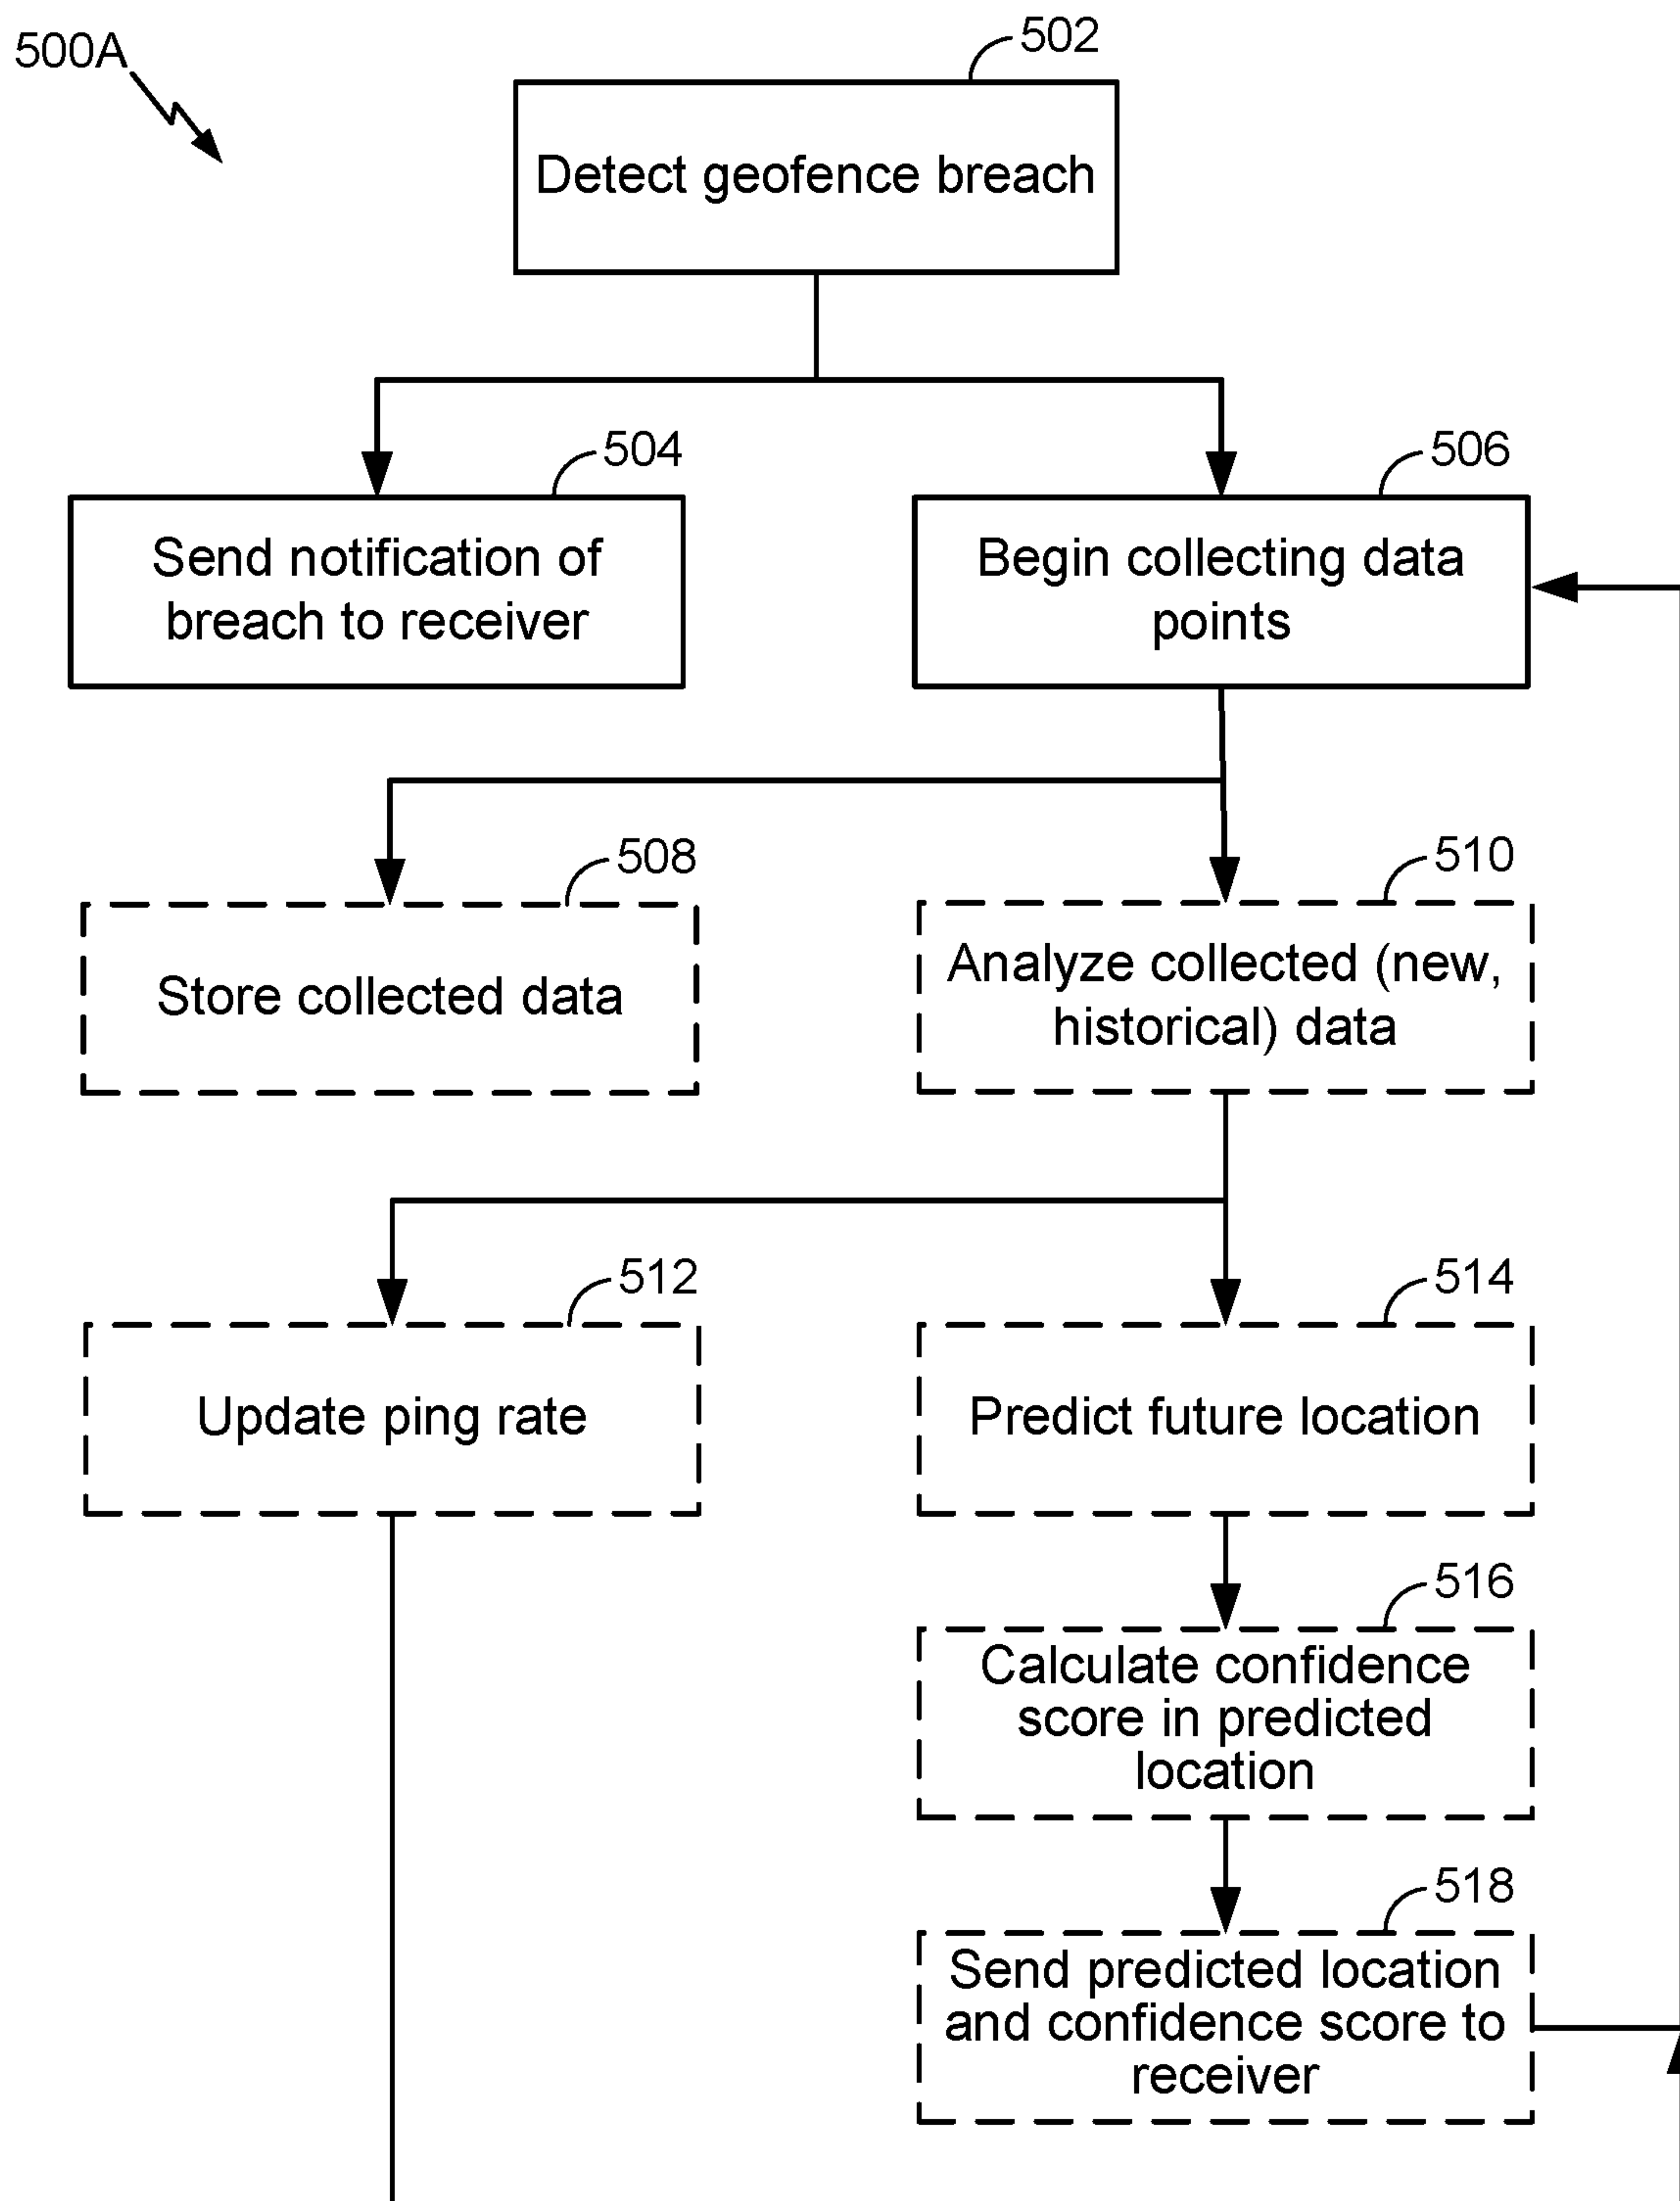 500A
502
Detect geofence breach
504
Send notification of
breach to receiver
506
Begin collecting data
points
508
Store collected data
510
Analyze collected (new,
historical) data
512
Update ping rate
514
Predict future location
516
Calculate confidence
score in predicted
location
518
Send predicted location
and confidence score to
receiver